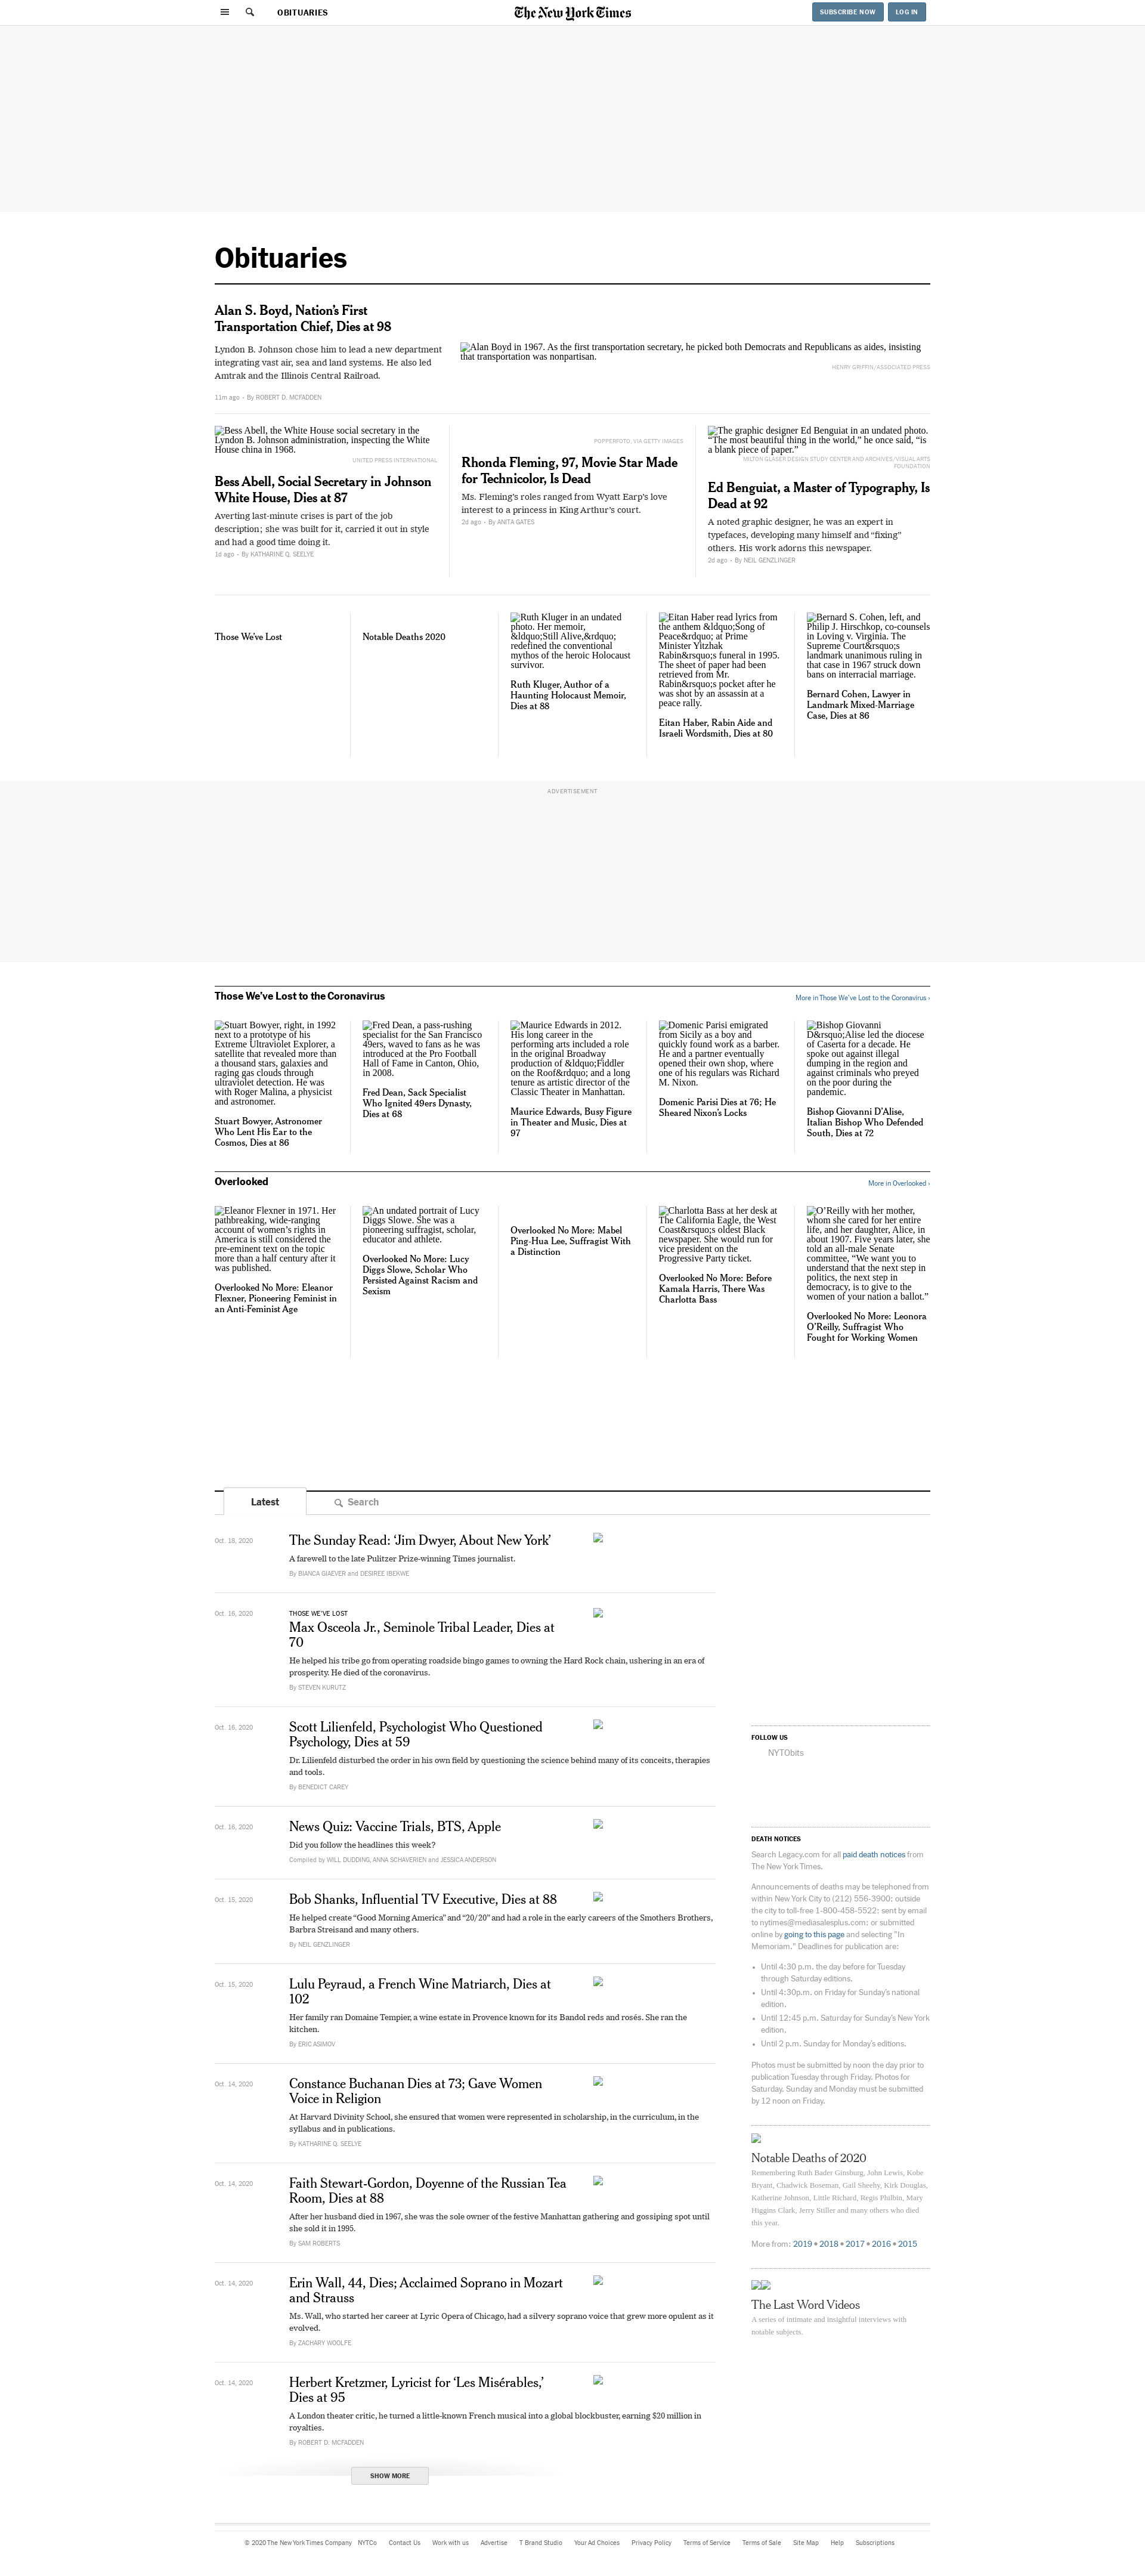 OBITUARIES
The New York Times
SUBSCRIBE NOW
LOG IN
Obituaries
Alan S. Boyd, Nation’s First
Transportation Chief, Dies at 98
Lyndon B. Johnson chose him to lead a new department
integrating vast air, sea and land systems. He also led
Amtrak and the Illinois Central Railroad.
11m ago - By ROBERT D. MCFADDEN
Alan Boyd in 1967. As the first transportation secretary, he picked both Democrats and Republicans as aides, insisting
that transportation was nonpartisan.
HENRY GRIFFIN/ASSOCIATED PRESS
Bess Abell, the White House social secretary in the
Lyndon B. Johnson administration, inspecting the White
House china in 1968.
UNITED PRESS INTERNATIONAL
Bess Abell, Social Secretary in Johnson
White House, Dies at 87
Averting last-minute crises is part of the job
description; she was built for it, carried it out in style
and had a good time doing it.
1d ago - By KATHARINE Q. SEELYE
POPPERFOTO, VIA GETTY IMAGES
Rhonda Fleming, 97, Movie Star Made
for Technicolor, Is Dead
Ms. Fleming’s roles ranged from Wyatt Earp’s love
interest to a princess in King Arthur’s court.
2d ago - By ANITA GATES
The graphic designer Ed Benguiat in an undated photo.
“The most beautiful thing in the world,” he once said, “is
a blank piece of paper.”
MILTON GLASER DESIGN STUDY CENTER AND ARCHIVES/VISUAL ARTS
FOUNDATION
Ed Benguiat, a Master of Typography, Is
Dead at 92
A noted graphic designer, he was an expert in
typefaces, developing many himself and “fixing”
others. His work adorns this newspaper.
2d ago - By NEIL GENZLINGER
Those We’ve Lost
Notable Deaths 2020
Ruth Kluger in an undated
photo. Her memoir,
&ldquo;Still Alive,&rdquo;
redefined the conventional
mythos of the heroic Holocaust
survivor.
Ruth Kluger, Author of a
Haunting Holocaust Memoir,
Dies at 88
Eitan Haber read lyrics from
the anthem &ldquo;Song of
Peace&rdquo; at Prime
Minister Yitzhak
Rabin&rsquo;s funeral in 1995.
The sheet of paper had been
retrieved from Mr.
Rabin&rsquo;s pocket after he
was shot by an assassin at a
peace rally.
Eitan Haber, Rabin Aide and
Israeli Wordsmith, Dies at 80
Bernard S. Cohen, left, and
Philip J. Hirschkop, co-counsels
in Loving v. Virginia. The
Supreme Court&rsquo;s
landmark unanimous ruling in
that case in 1967 struck down
bans on interracial marriage.
Bernard Cohen, Lawyer in
Landmark Mixed-Marriage
Case, Dies at 86
ADVERTISEMENT
Those We’ve Lost to the Coronavirus
More in Those We’ve Lost to the Coronavirus ›
Stuart Bowyer, right, in 1992
next to a prototype of his
Extreme Ultraviolet Explorer, a
satellite that revealed more than
a thousand stars, galaxies and
raging gas clouds through
ultraviolet detection. He was
with Roger Malina, a physicist
and astronomer.
Stuart Bowyer, Astronomer
Who Lent His Ear to the
Cosmos, Dies at 86
Fred Dean, a pass-rushing
specialist for the San Francisco
49ers, waved to fans as he was
introduced at the Pro Football
Hall of Fame in Canton, Ohio,
in 2008.
Fred Dean, Sack Specialist
Who Ignited 49ers Dynasty,
Dies at 68
Maurice Edwards in 2012.
His long career in the
performing arts included a role
in the original Broadway
production of &ldquo;Fiddler
on the Roof&rdquo; and a long
tenure as artistic director of the
Classic Theater in Manhattan.
Maurice Edwards, Busy Figure
in Theater and Music, Dies at
97
Domenic Parisi emigrated
from Sicily as a boy and
quickly found work as a barber.
He and a partner eventually
opened their own shop, where
one of his regulars was Richard
M. Nixon.
Domenic Parisi Dies at 76; He
Sheared Nixon’s Locks
Bishop Giovanni
D&rsquo;Alise led the diocese
of Caserta for a decade. He
spoke out against illegal
dumping in the region and
against criminals who preyed
on the poor during the
pandemic.
Bishop Giovanni D’Alise,
Italian Bishop Who Defended
South, Dies at 72
Overlooked
More in Overlooked ›
Eleanor Flexner in 1971. Her
pathbreaking, wide-ranging
account of women’s rights in
America is still considered the
pre-eminent text on the topic
more than a half century after it
was published.
Overlooked No More: Eleanor
Flexner, Pioneering Feminist in
an Anti-Feminist Age
An undated portrait of Lucy
Diggs Slowe. She was a
pioneering suffragist, scholar,
educator and athlete.
Overlooked No More: Lucy
Diggs Slowe, Scholar Who
Persisted Against Racism and
Sexism
Overlooked No More: Mabel
Ping-Hua Lee, Suffragist With
a Distinction
Charlotta Bass at her desk at
The California Eagle, the West
Coast&rsquo;s oldest Black
newspaper. She would run for
vice president on the
Progressive Party ticket.
Overlooked No More: Before
Kamala Harris, There Was
Charlotta Bass
O’Reilly with her mother,
whom she cared for her entire
life, and her daughter, Alice, in
about 1907. Five years later, she
told an all-male Senate
committee, “We want you to
understand that the next step in
politics, the next step in
democracy, is to give to the
women of your nation a ballot.”
Overlooked No More: Leonora
O’Reilly, Suffragist Who
Fought for Working Women
Latest
Search
Oct. 18, 2020
The Sunday Read: ‘Jim Dwyer, About New York’
A farewell to the late Pulitzer Prize-winning Times journalist.
By BIANCA GIAEVER and DESIREE IBEKWE
Oct. 16, 2020
THOSE WE’VE LOST
Max Osceola Jr., Seminole Tribal Leader, Dies at
70
He helped his tribe go from operating roadside bingo games to owning the Hard Rock chain, ushering in an era of
prosperity. He died of the coronavirus.
By STEVEN KURUTZ
Oct. 16, 2020
Scott Lilienfeld, Psychologist Who Questioned
Psychology, Dies at 59
Dr. Lilienfeld disturbed the order in his own field by questioning the science behind many of its conceits, therapies
and tools.
By BENEDICT CAREY
Oct. 16, 2020
News Quiz: Vaccine Trials, BTS, Apple
Did you follow the headlines this week?
Compiled by WILL DUDDING, ANNA SCHAVERIEN and JESSICA ANDERSON
Oct. 15, 2020
Bob Shanks, Influential TV Executive, Dies at 88
He helped create “Good Morning America” and “20/20” and had a role in the early careers of the Smothers Brothers,
Barbra Streisand and many others.
By NEIL GENZLINGER
Oct. 15, 2020
Lulu Peyraud, a French Wine Matriarch, Dies at
102
Her family ran Domaine Tempier, a wine estate in Provence known for its Bandol reds and rosés. She ran the
kitchen.
By ERIC ASIMOV
Oct. 14, 2020
Constance Buchanan Dies at 73; Gave Women
Voice in Religion
At Harvard Divinity School, she ensured that women were represented in scholarship, in the curriculum, in the
syllabus and in publications.
By KATHARINE Q. SEELYE
Oct. 14, 2020
Faith Stewart-Gordon, Doyenne of the Russian Tea
Room, Dies at 88
After her husband died in 1967, she was the sole owner of the festive Manhattan gathering and gossiping spot until
she sold it in 1995.
By SAM ROBERTS
Oct. 14, 2020
Erin Wall, 44, Dies; Acclaimed Soprano in Mozart
and Strauss
Ms. Wall, who started her career at Lyric Opera of Chicago, had a silvery soprano voice that grew more opulent as it
evolved.
By ZACHARY WOOLFE
Oct. 14, 2020
Herbert Kretzmer, Lyricist for ‘Les Misérables,’
Dies at 95
A London theater critic, he turned a little-known French musical into a global blockbuster, earning $20 million in
royalties.
By ROBERT D. MCFADDEN
SHOW MORE
FOLLOW US
NYTObits
DEATH NOTICES
Search Legacy.com for all paid death notices from
The New York Times.
Announcements of deaths may be telephoned from
within New York City to (212) 556-3900; outside
the city to toll-free 1-800-458-5522; sent by email
to nytimes@mediasalesplus.com; or submitted
online by going to this page and selecting "In
Memoriam." Deadlines for publication are:
• Until 4:30 p.m. the day before for Tuesday
through Saturday editions.
• Until 4:30p.m. on Friday for Sunday’s national
edition.
• Until 12:45 p.m. Saturday for Sunday’s New York
edition.
• Until 2 p.m. Sunday for Monday’s editions.
Photos must be submitted by noon the day prior to
publication Tuesday through Friday. Photos for
Saturday, Sunday and Monday must be submitted
by 12 noon on Friday.
Notable Deaths of 2020
Remembering Ruth Bader Ginsburg, John Lewis, Kobe
Bryant, Chadwick Boseman, Gail Sheehy, Kirk Douglas,
Katherine Johnson, Little Richard, Regis Philbin, Mary
Higgins Clark, Jerry Stiller and many others who died
this year.
More from: 2019 • 2018 • 2017 • 2016 • 2015
The Last Word Videos
A series of intimate and insightful interviews with
notable subjects.
© 2020 The New York Times Company NYTCo Contact Us Work with us Advertise T Brand Studio Your Ad Choices Privacy Policy Terms of Service Terms of Sale Site Map Help Subscriptions